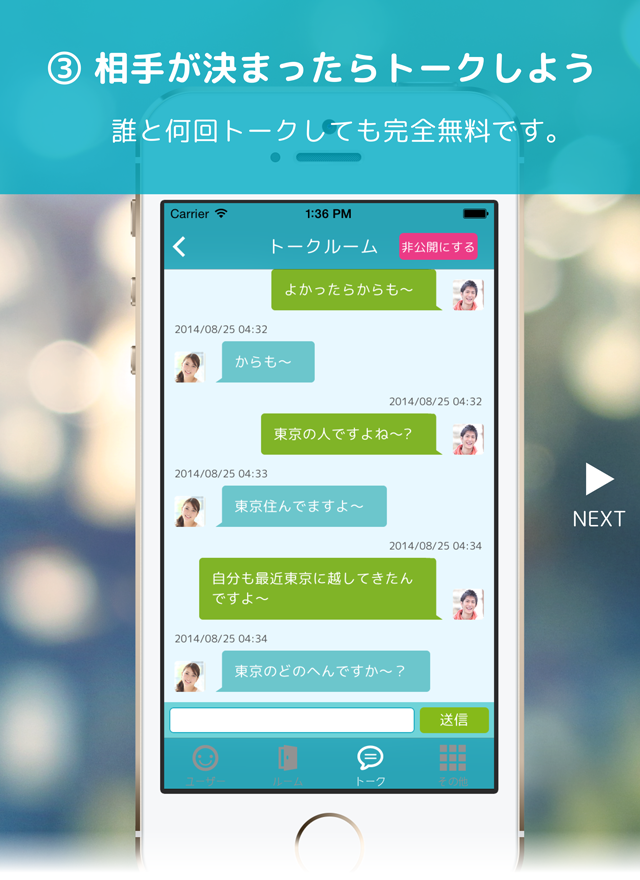 ③ 相手が決まったらトークしよう
誰と何回トークしても完全無料です。
Carrier
1:36 PM
トークルーム
非公開にする
よかったらからも〜
2014/08/25 04:32
からも〜
2014/08/25 04:32
東京の人ですよね〜?
2014/08/25 04:33
東京住んでますよ〜
2014/08/25 04:34
自分も最近東京に越してきたん
ですよ〜
2014/08/25 04:34
東京のどのへんですか〜？
送信
ユーザー
ルーム
トーク
その他
NEXT